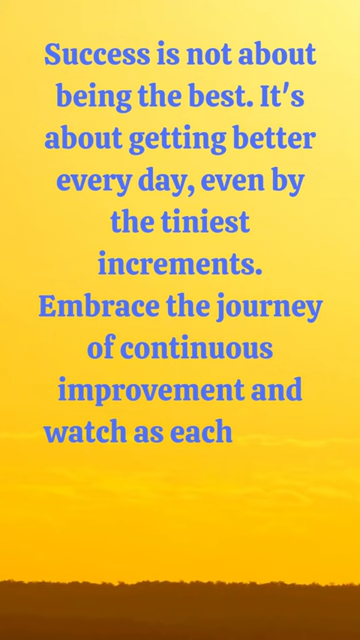 Success is not about
being the best. It's
about getting better
every day, even by
the tiniest
increments.
Embrace the journey
of continuous
improvement and
watch as each